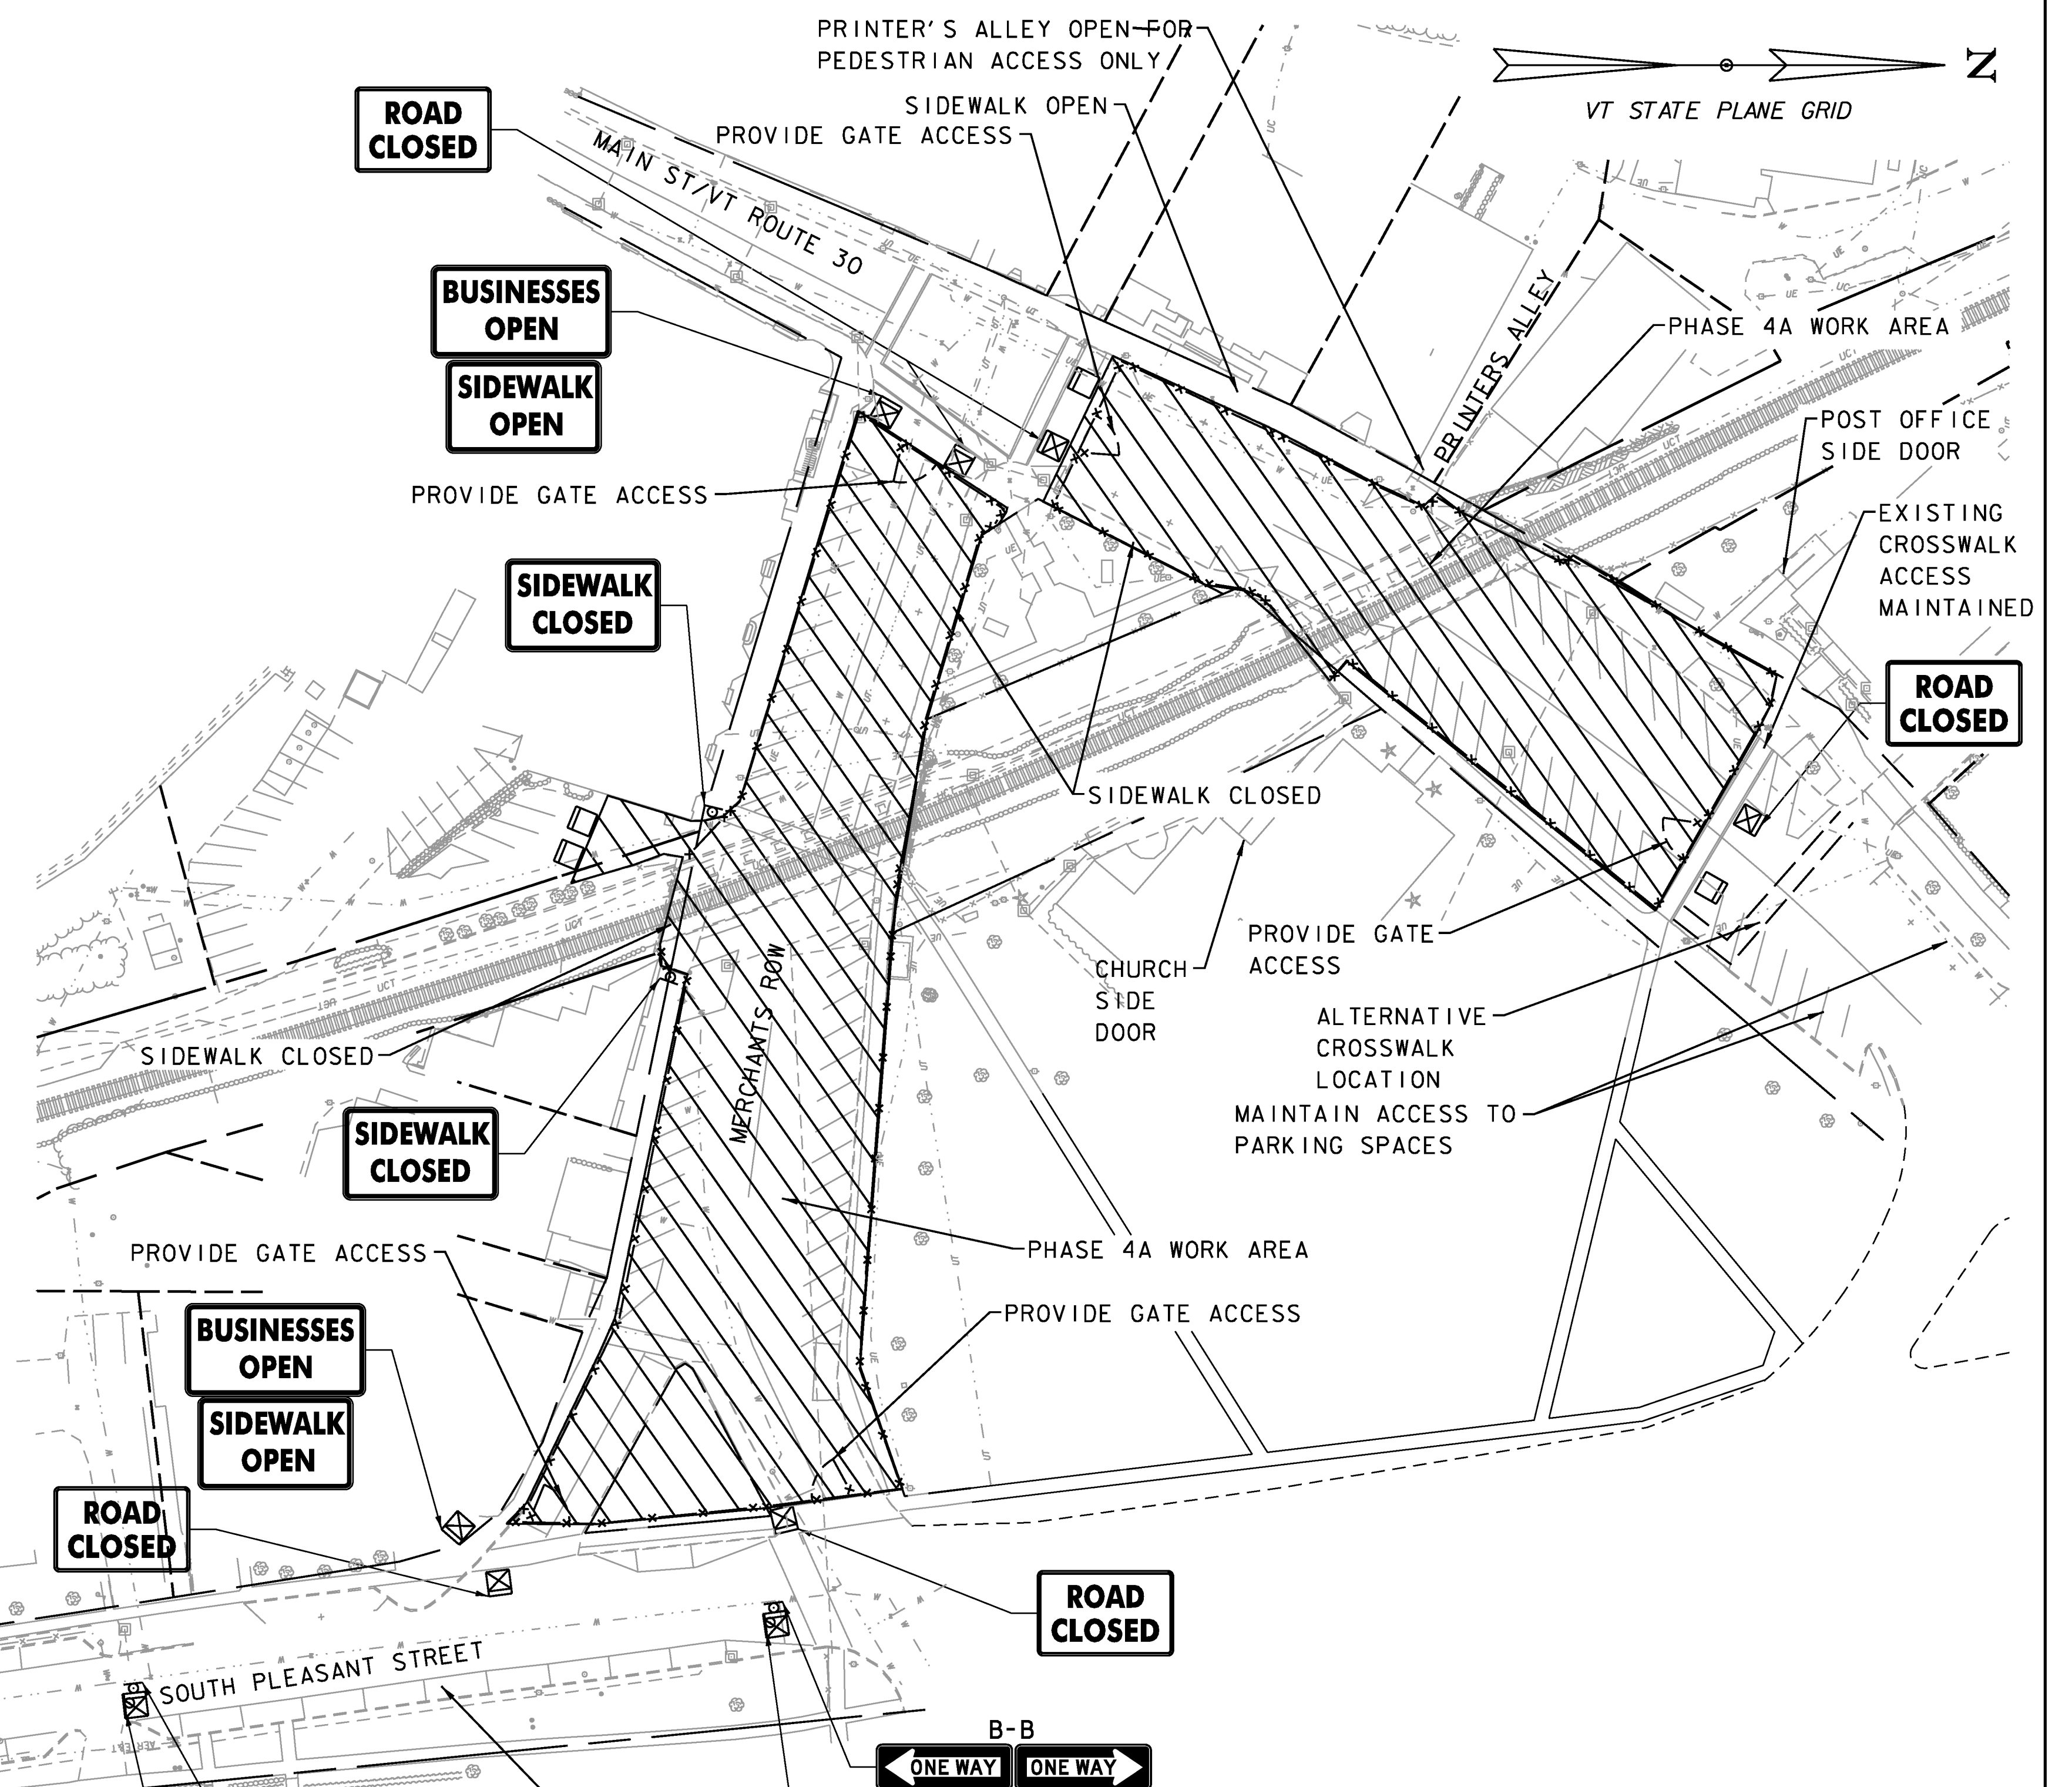 PRINTER'S ALLEY OPEN FOR
PEDESTRIAN ACCESS ONLY
N
VT STATE PLANE GRID
SIDEWALK OPEN
PROVIDE GATE ACCESS
ROAD
CLOSED
MAIN ST/VT ROUTE 30
BUSINESSES
OPEN
SIDEWALK
OPEN
PRINTERS ALLEY
PHASE 4A WORK AREA
POST OFFICE
SIDE DOOR
PROVIDE GATE ACCESS
EXISTING
CROSSWALK
ACCESS
MAINTAINED
SIDEWALK
CLOSED
ROAD
CLOSED
SIDEWALK CLOSED
PROVIDE GATE
ACCESS
CHURCH
SIDE
DOOR
MERCHANTS ROW
ALTERNATIVE
CROSSWALK
LOCATION
SIDEWALK CLOSED
MAINTAIN ACCESS TO
PARKING SPACES
SIDEWALK
CLOSED
PROVIDE GATE ACCESS
PHASE 4A WORK AREA
PROVIDE GATE ACCESS
BUSINESSES
OPEN
SIDEWALK
OPEN
ROAD
CLOSED
ROAD
CLOSED
SOUTH PLEASANT STREET
B-B
ONE WAY
ONE WAY